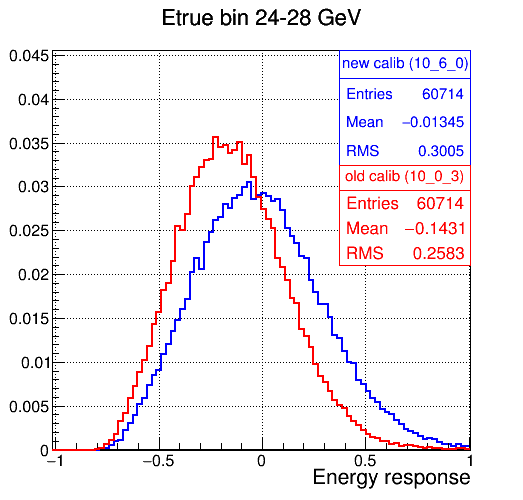 Etrue bin 24-28 GeV
new calib (10_6_0)
Entries 60714
Mean −0.01345
RMS 0.3005
old calib (10_0_3)
Entries 60714
Mean −0.1431
RMS 0.2583
0.045
0.04
0.035
0.03
0.025
0.02
0.015
0.01
0.005
0
−1 −0.5 0 0.5 1
Energy response